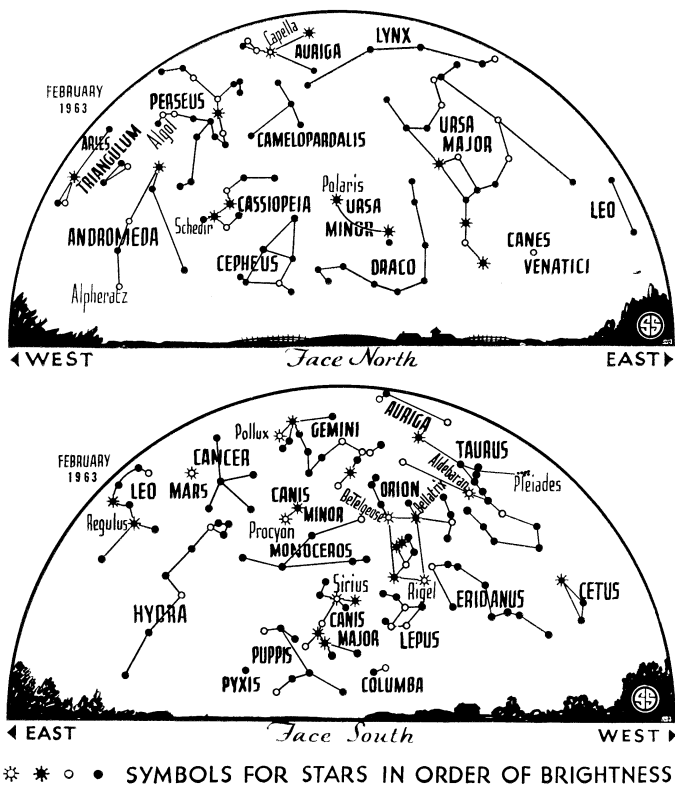 Capella
LYNX
AURIGA
FEBRUARY
1963
PERSEUS
Algol
ARIES
TRIANGULUM
CAMELOPARDALIS
URSA
MAJOR
Polaris
URSA
MINOR
CASSIOPEIA
Schedir
LEO
ANDROMEDA
CEPHEUS
DRACO
CANES
VENATICI
Alpheratz
SS
WEST
Face North
EAST
AURIGA
Pollux
GEMINI
TAURUS
FEBRUARY
1963
CANCER
Aldebaran
Pleiades
LEO
MARS
CANIS
MINOR
ORION
Betelgeuse
Bellatrix
Regulus
Procyon
MONOCEROS
Sirius
Rigel
CETUS
HYDRA
ERIDANUS
CANIS
MAJOR
LEPUS
PUPPIS
PYXIS
COLUMBA
SS
EAST
Face South
WEST
SYMBOLS FOR STARS IN ORDER OF BRIGHTNESS